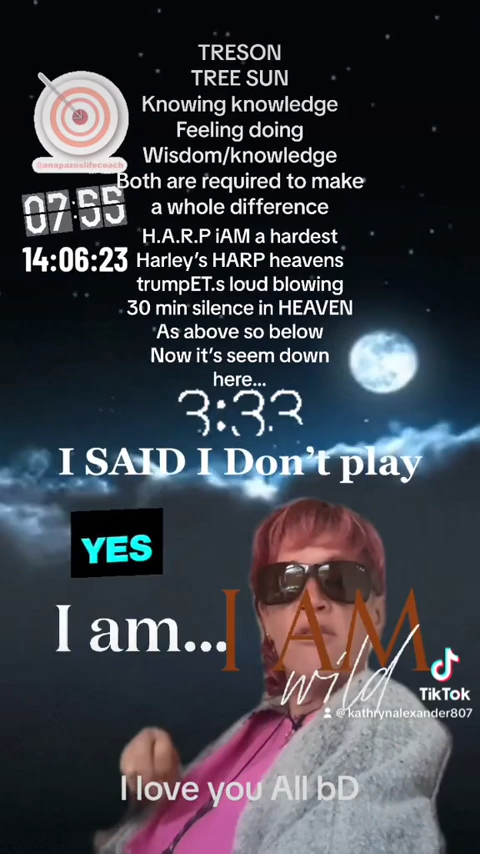 TRESON
TREE SUN
Knowing knowledge
Feeling doing
Wisdom/knowledge
Both are required to make
a whole difference
@anapazoslifecoach
07:55
14:06:23
H.A.R.P iAM a hardest
Harley's HARP heavens
trumpET.s loud blowing
30 min silence in HEAVEN
As above so below
Now it's seem down
here...
3:33
I SAID I Don't play
YES
I am...
I AM
wild
TikTok
@kathrynalexander807
I love you All bD